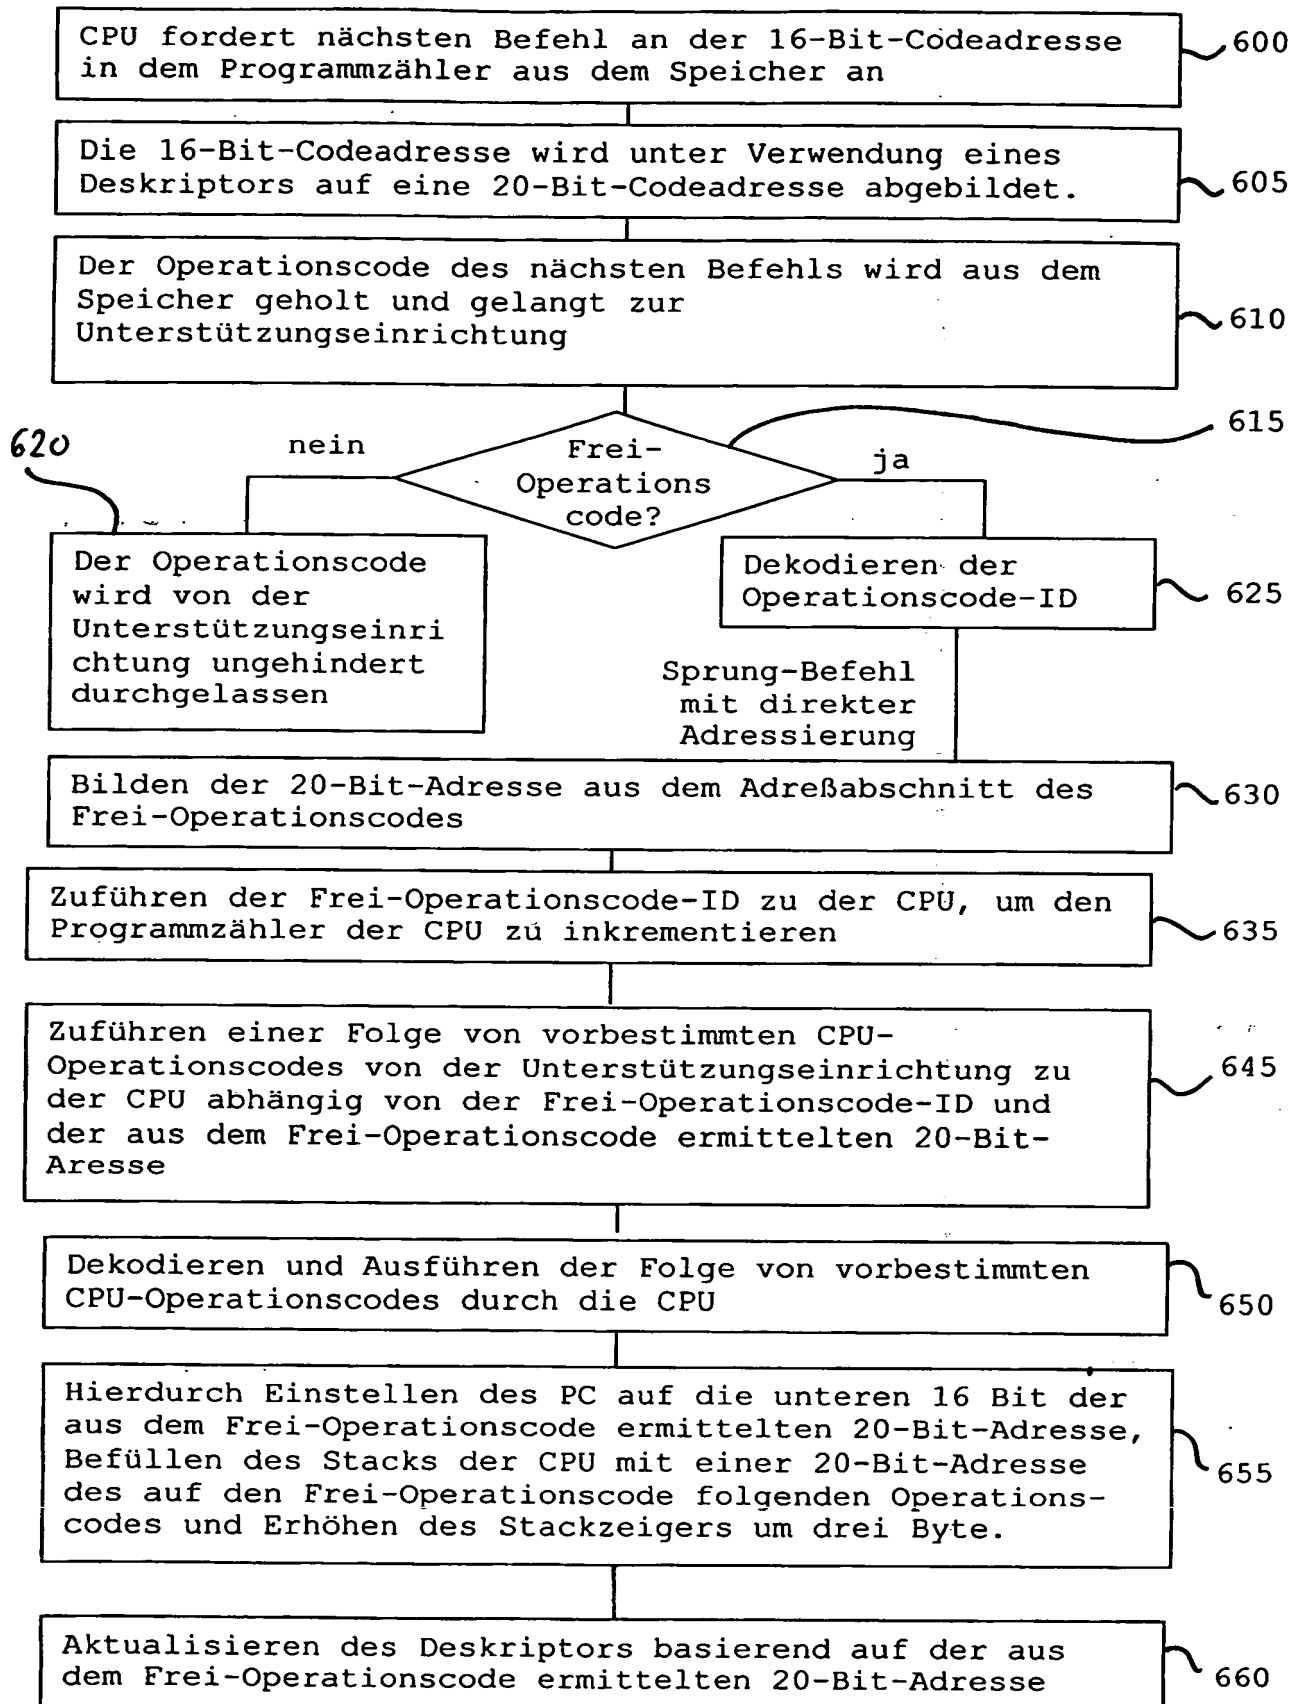 CPU fordert nächsten Befehl an der 16-Bit-Codeadresse
in dem Programmzähler aus dem Speicher an
600
Die 16-Bit-Codeadresse wird unter Verwendung eines
Deskriptors auf eine 20-Bit-Codeadresse abgebildet.
605
Der Operationscode des nächsten Befehls wird aus dem
Speicher geholt und gelangt zur
Unterstützungseinrichtung
610
615
620
nein
Frei-
Operations
code?
ja
Der Operationscode
wird von der
Unterstützungseinri
chtung ungehindert
durchgelassen
Dekodieren der
Operationscode-ID
625
Sprung-Befehl
mit direkter
Adressierung
Bilden der 20-Bit-Adresse aus dem Adreßabschnitt des
Frei-Operationscodes
630
Zuführen der Frei-Operationscode-ID zu der CPU, um den
Programmzähler der CPU zu inkrementieren
635
Zuführen einer Folge von vorbestimmten CPU-
Operationscodes von der Unterstützungseinrichtung zu
der CPU abhängig von der Frei-Operationscode-ID und
der aus dem Frei-Operationscode ermittelten 20-Bit-
Aresse
645
Dekodieren und Ausführen der Folge von vorbestimmten
CPU-Operationscodes durch die CPU
650
Hierdurch Einstellen des PC auf die unteren 16 Bit der
aus dem Frei-Operationscode ermittelten 20-Bit-Adresse,
Befüllen des Stacks der CPU mit einer 20-Bit-Adresse
des auf den Frei-Operationscode folgenden Operations-
codes und Erhöhen des Stackzeigers um drei Byte.
655
Aktualisieren des Deskriptors basierend auf der aus
dem Frei-Operationscode ermittelten 20-Bit-Adresse
660